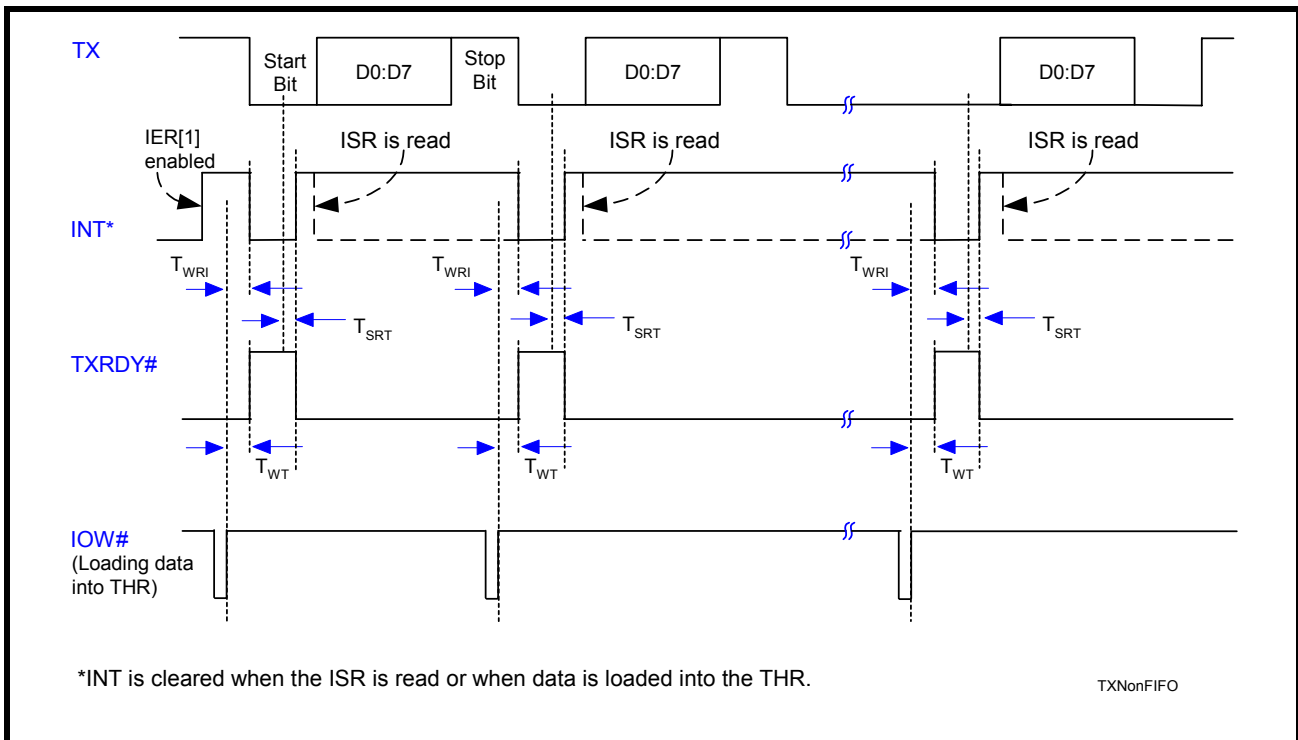 TX
Start
Bit
D0:D7
Stop
Bit
D0:D7
D0:D7
IER[1]
enabled
ISR is read
ISR is read
ISR is read
INT*
TWRI
TWRI
TWRI
TSRT
TSRT
TSRT
TXRDY#
TWT
TWT
TWT
IOW#
(Loading data
into THR)
*INT is cleared when the ISR is read or when data is loaded into the THR.
TXNonFIFO